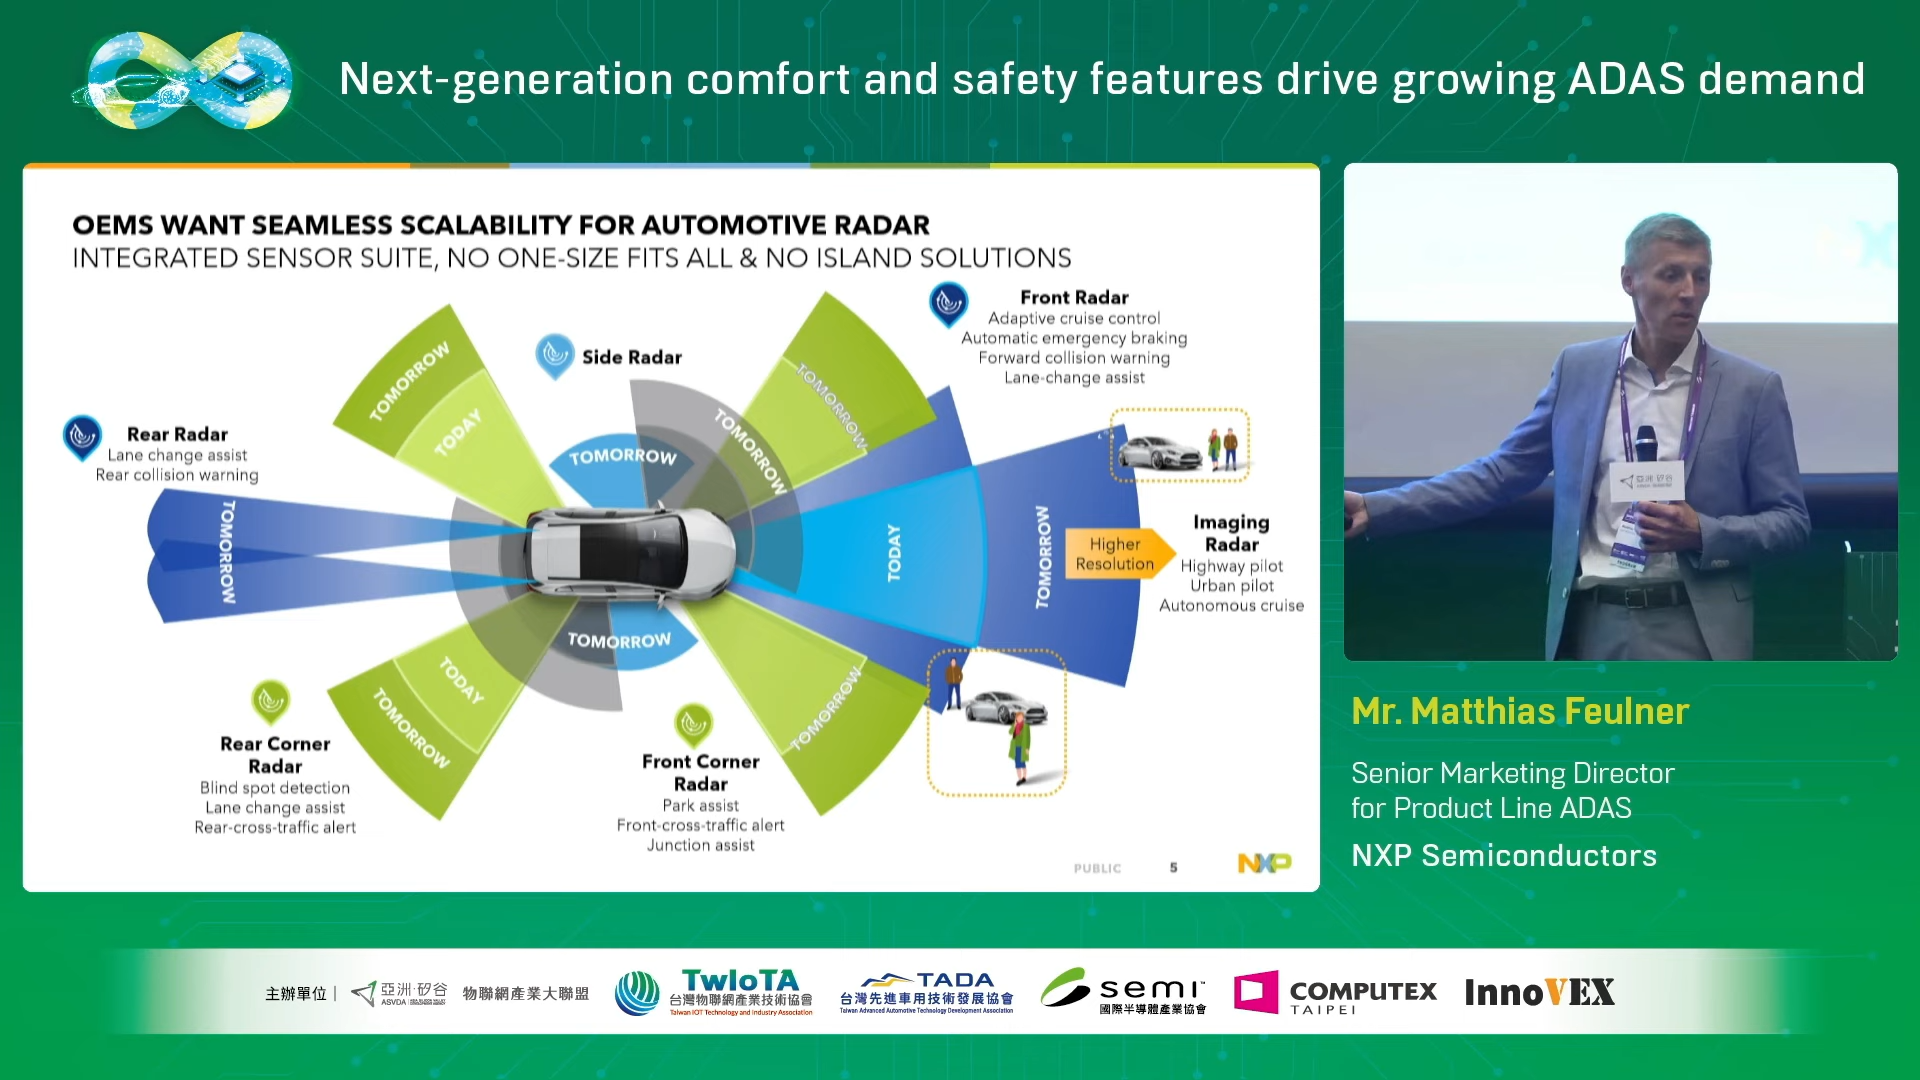 Next-generation comfort and safety features drive growing ADAS demand
OEMS WANT SEAMLESS SCALABILITY FOR AUTOMOTIVE RADAR
INTEGRATED SENSOR SUITE, NO ONE-SIZE FITS ALL & NO ISLAND SOLUTIONS
Front Radar
Adaptive cruise control
Automatic emergency braking
Forward collision warning
Lane-change assist
Side Radar
Rear Radar
Lane change assist
Rear collision warning
TOMORROW
TODAY
TOMORROW
TOMORROW
TOMORROW
TOMORROW
TOMORROW
TODAY
TOMORROW
Higher
Resolution
Imaging
Radar
Highway pilot
Urban pilot
Autonomous cruise
TOMORROW
TODAY
TOMORROW
TOMORROW
Rear Corner
Radar
Blind spot detection
Lane change assist
Rear-cross-traffic alert
Front Corner
Radar
Park assist
Front-cross-traffic alert
Junction assist
PUBLIC
5
NXP
亞洲·矽谷
Mr. Matthias Feulner
Senior Marketing Director
for Product Line ADAS
NXP Semiconductors
主辦單位|
亞洲·矽谷
ASVDA
物聯網產業大聯盟
TwIoTA
台灣物聯網產業技術協會
Taiwan IOT Technology and Industry Association
TADA
台灣先進車用技術發展協會
Taiwan Advanced Automotive Technology Development Association
semi™
國際半導體產業協會
COMPUTEX
TAIPEI
InnoVEX